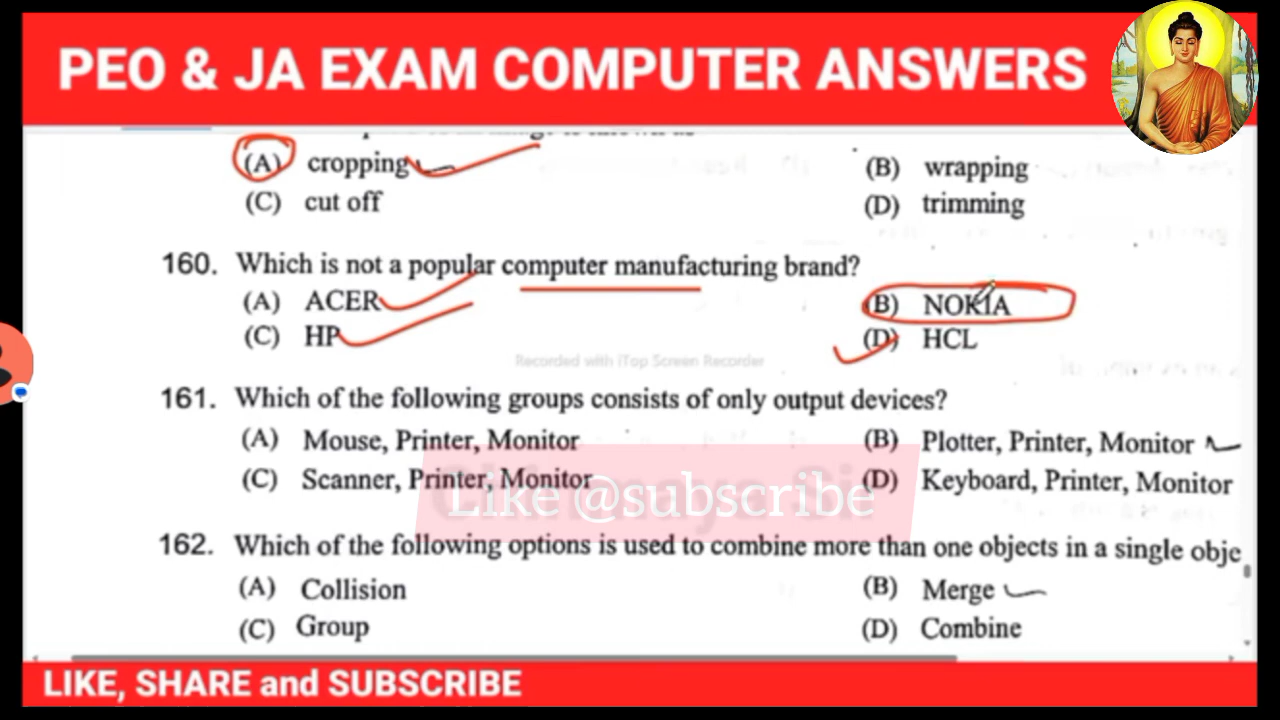 PEO & JA EXAM COMPUTER ANSWERS
(A) cropping
(B) wrapping
(C) cut off
(D) trimming
160. Which is not a popular computer manufacturing brand?
(A) ACER
(B) NOKIA
(C) HP
(D) HCL
Recorded with iTop Screen Recorder
161. Which of the following groups consists of only output devices?
(A) Mouse, Printer, Monitor
(B) Plotter, Printer, Monitor
(C) Scanner, Printer, Monitor
(D) Keyboard, Printer, Monitor
Like @subscribe
162. Which of the following options is used to combine more than one objects in a single obje
(A) Collision
(B) Merge
(C) Group
(D) Combine
LIKE, SHARE and SUBSCRIBE